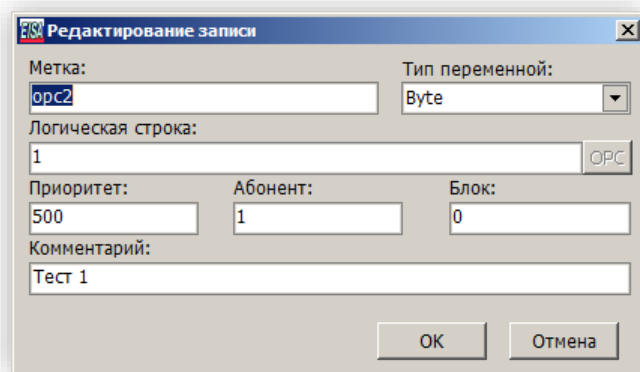 EISA Редактирование записи
Метка: Тип переменной:
opc2 Byte
Логическая строка:
1 OPC
Приоритет: Абонент: Блок:
500 1 0
Комментарий:
Тест 1
OK Отмена